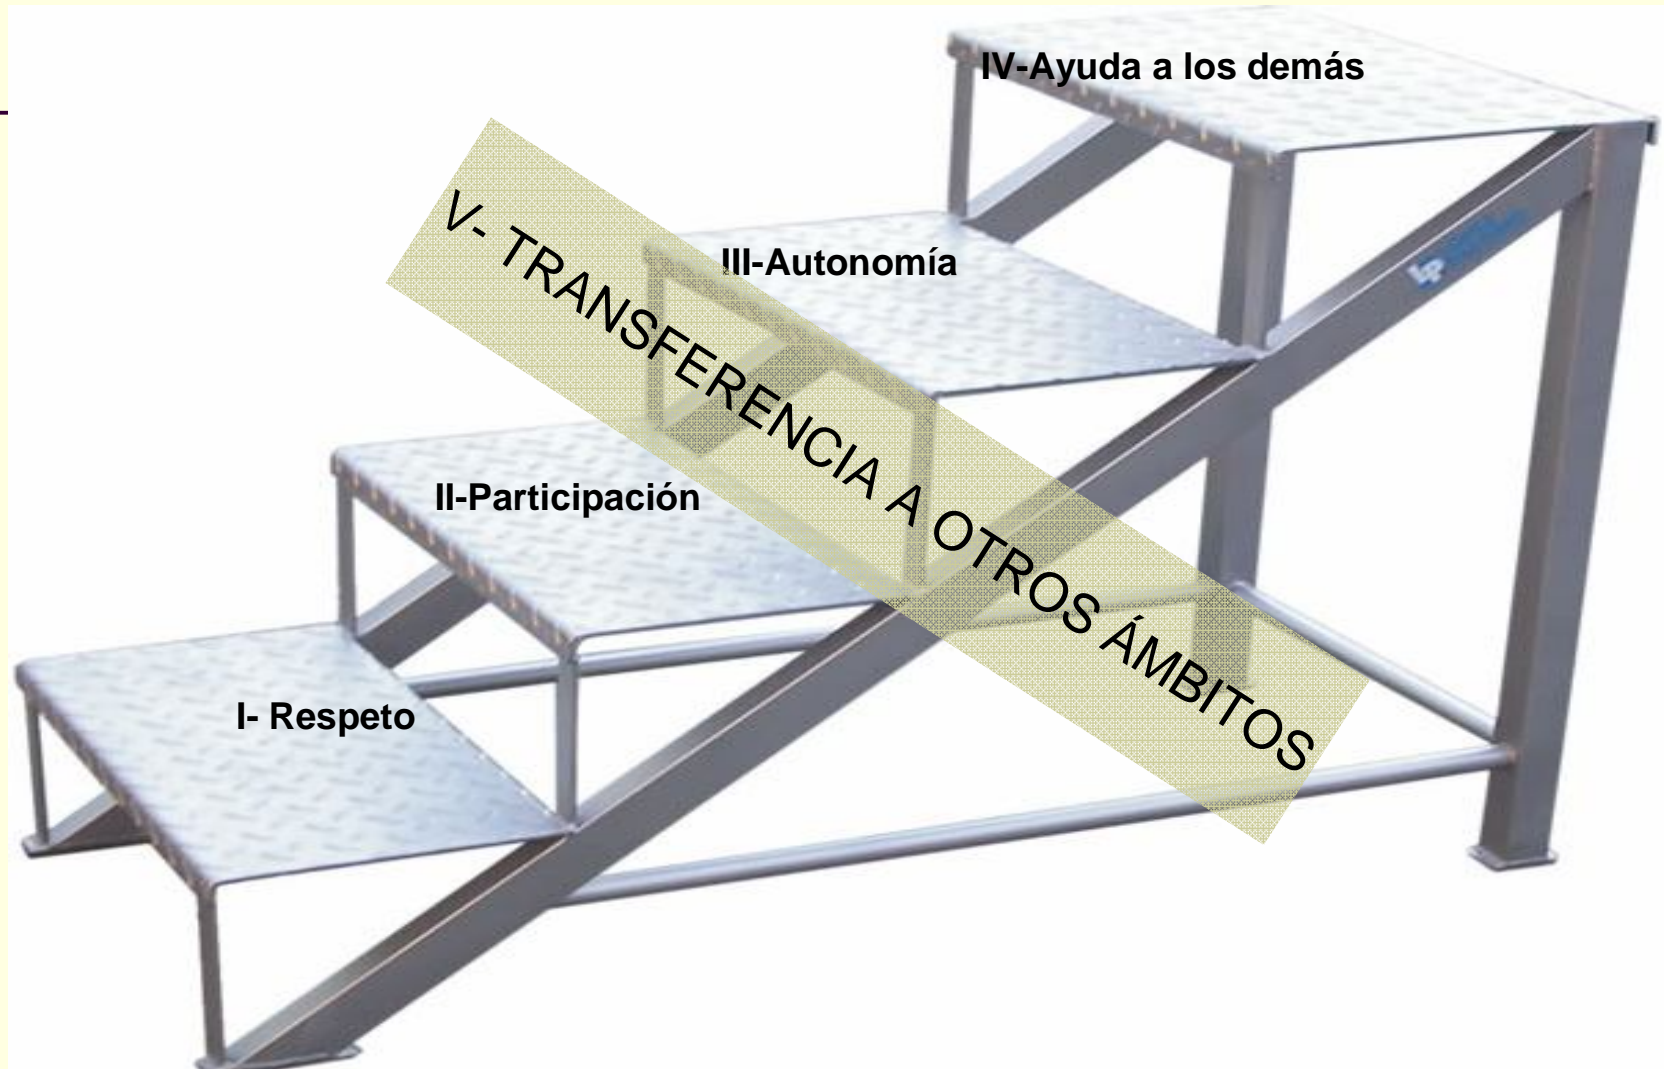 IV-Ayuda a los demás
III-Autonomía
V- TRANSFERENCIA A OTROS ÁMBITOS
II-Participación
I- Respeto